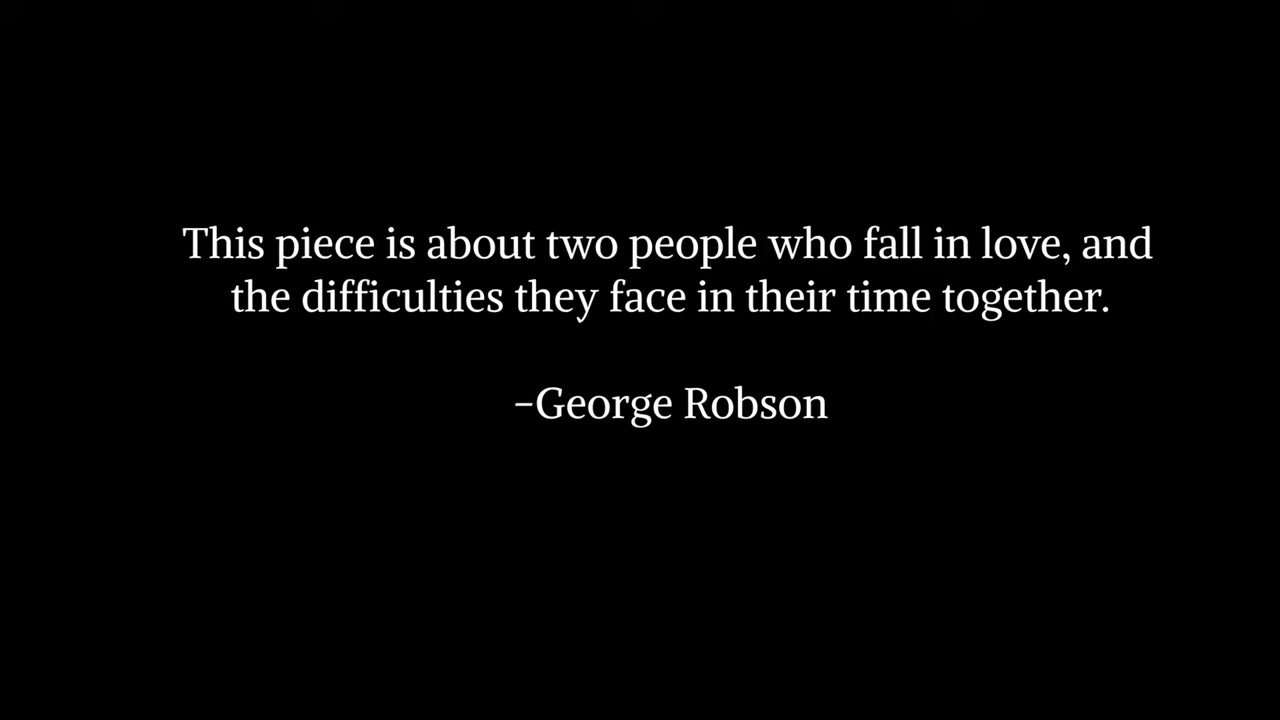 This piece is about two people who fall in love, and
the difficulties they face in their time together.
–George Robson